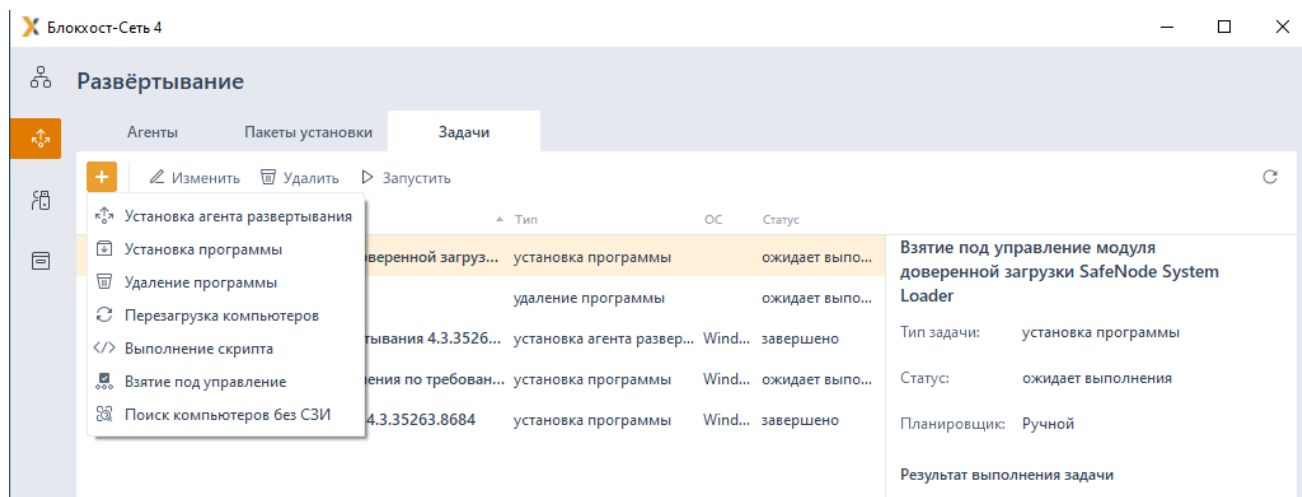 Блокхост-Сеть 4
Развёртывание
Агенты Пакеты установки Задачи
Изменить Удалить Запустить
Установка агента развертывания
Установка программы
Удаление программы
Перезагрузка компьютеров
Выполнение скрипта
Взятие под управление
Поиск компьютеров без СЗИ
Тип ОС Статус
загруз... установка программы ожидает выпо...
удаление программы ожидает выпо...
4.3.3526... установка агента развер... Wind... завершено
по требован... установка программы Wind... ожидает выпо...
4.3.35263.8684 установка программы Wind... завершено
Взятие под управление модуля
доверенной загрузки SafeNode System
Loader
Тип задачи: установка программы
Статус: ожидает выполнения
Планировщик: Ручной
Результат выполнения задачи